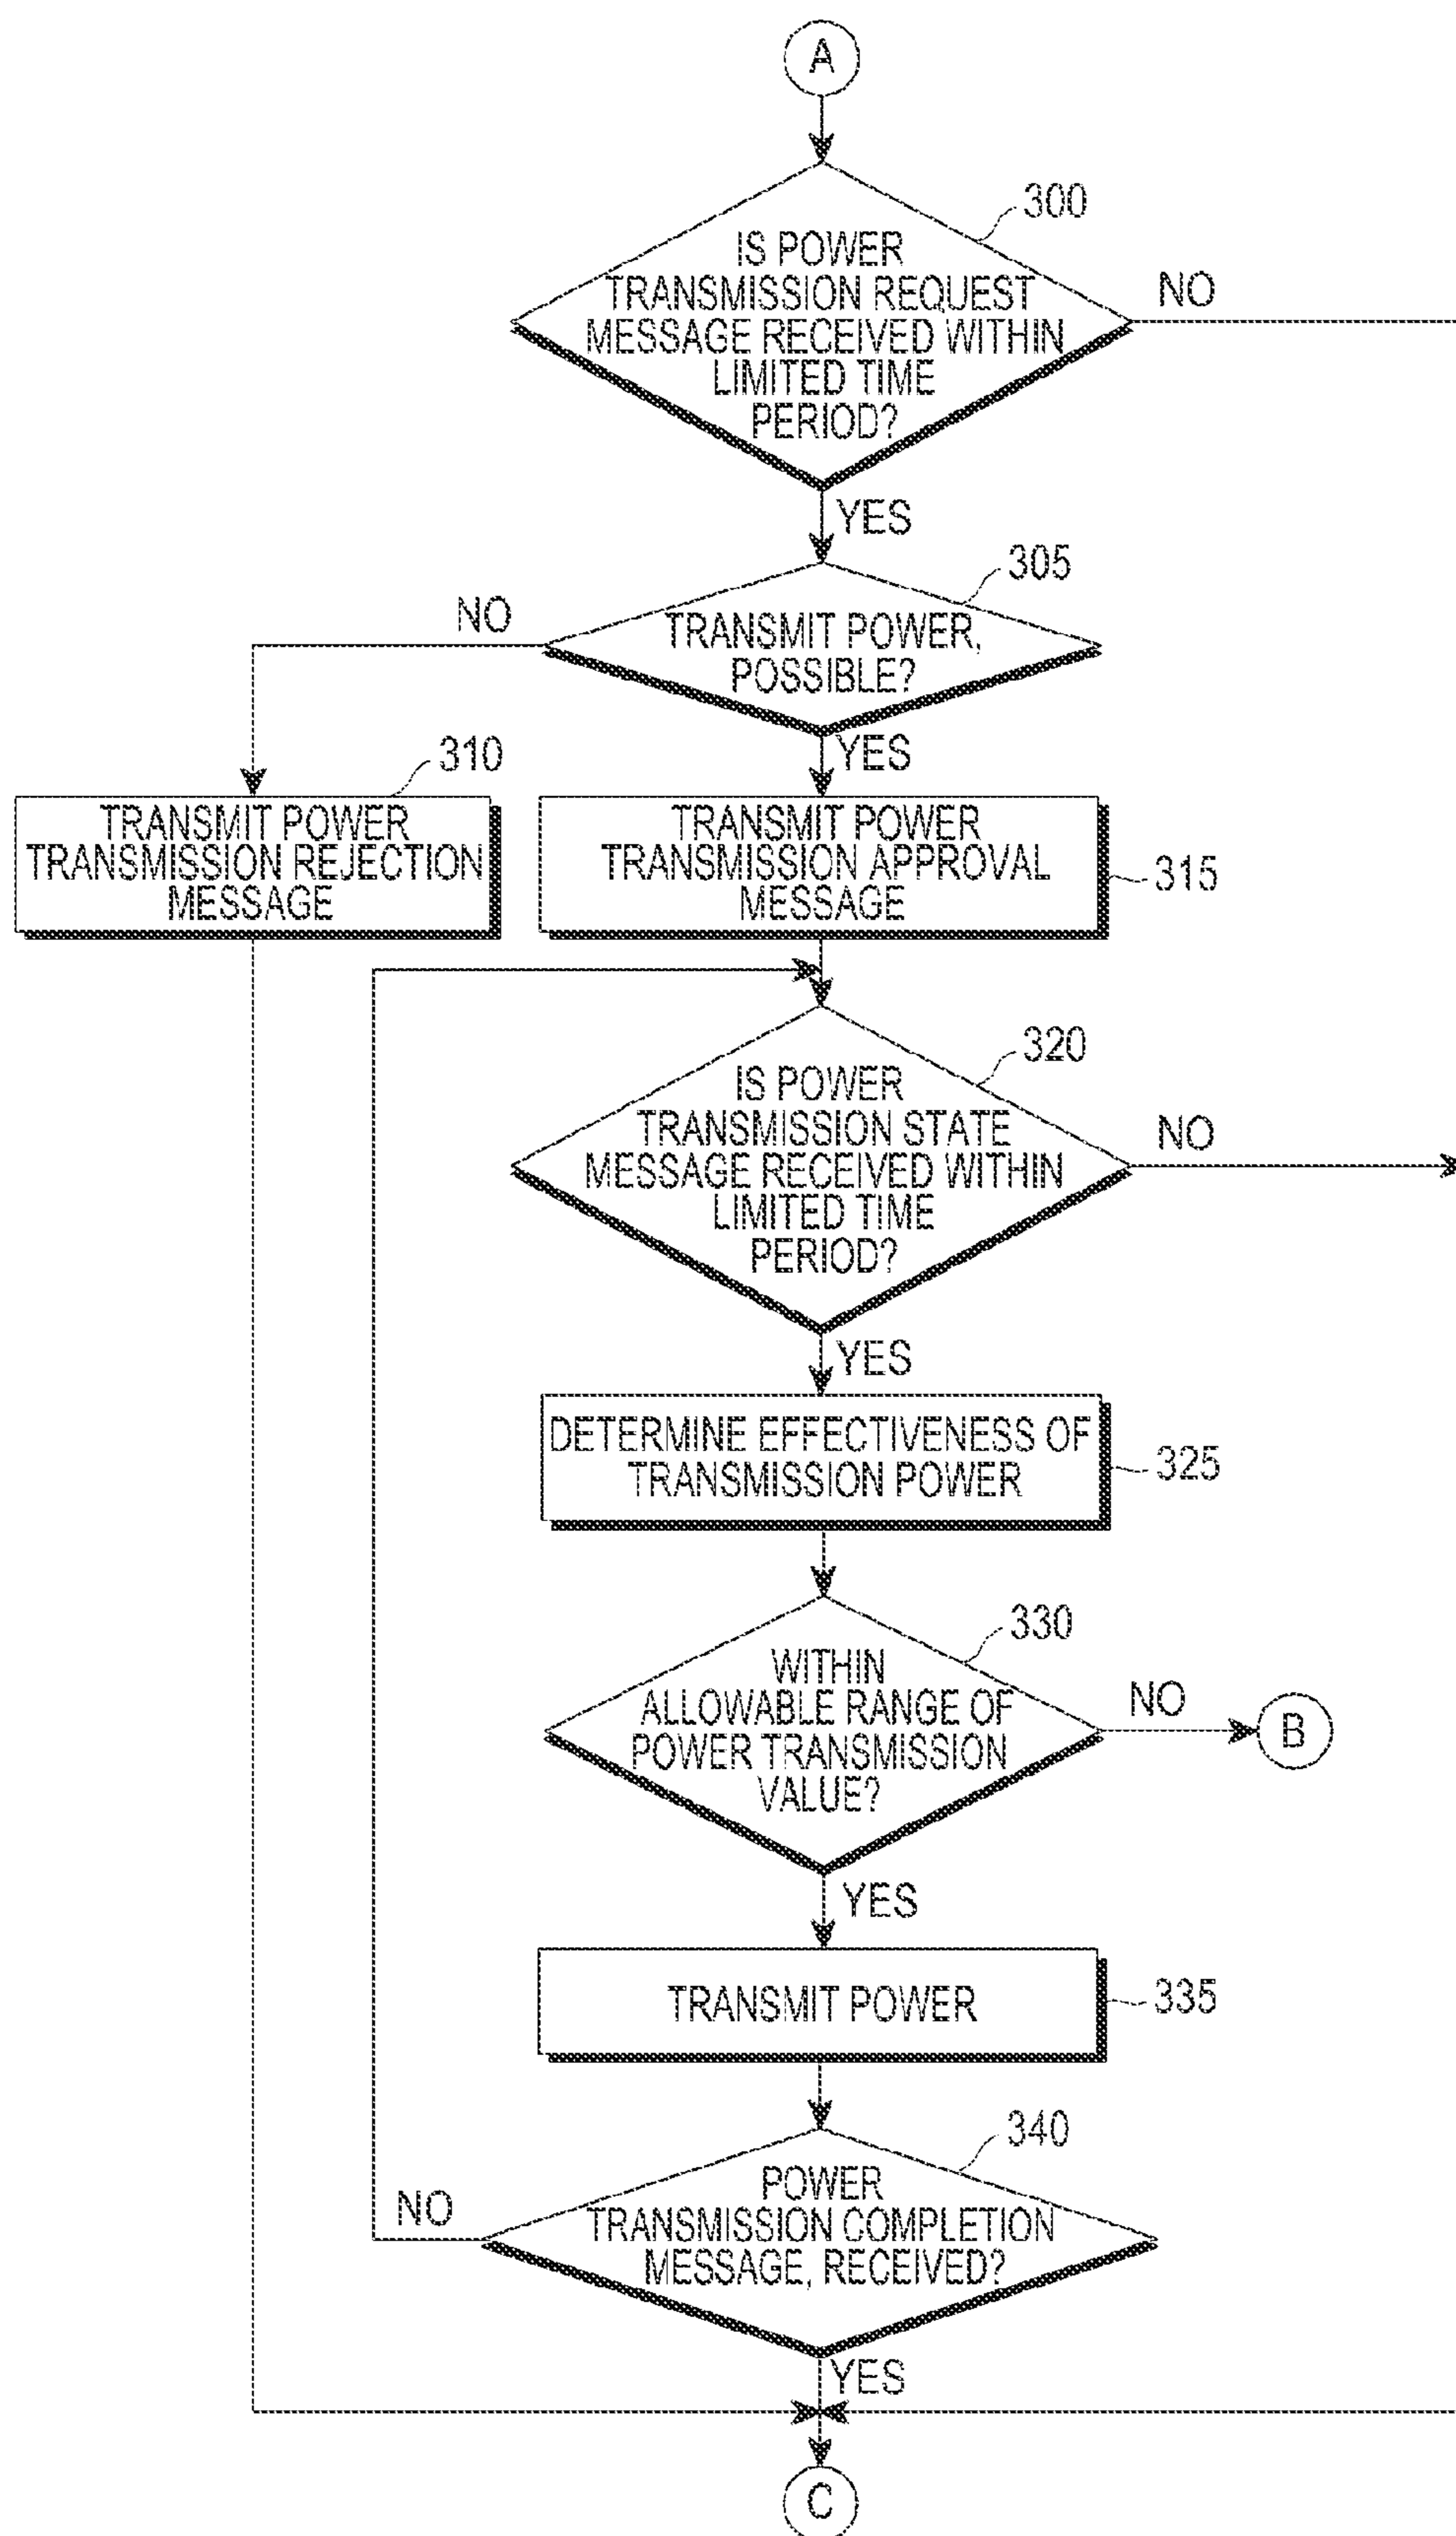 A
300
IS POWER
TRANSMISSION REQUEST
MESSAGE RECEIVED WITHIN
LIMITED TIME
PERIOD?
NO
YES
305
TRANSMIT POWER,
POSSIBLE?
NO
YES
310
TRANSMIT POWER
TRANSMISSION REJECTION
MESSAGE
TRANSMIT POWER
TRANSMISSION APPROVAL
MESSAGE
315
320
IS POWER
TRANSMISSION STATE
MESSAGE RECEIVED WITHIN
LIMITED TIME
PERIOD?
NO
YES
DETERMINE EFFECTIVENESS OF
TRANSMISSION POWER
325
330
WITHIN
ALLOWABLE RANGE OF
POWER TRANSMISSION
VALUE?
NO
B
YES
TRANSMIT POWER
335
340
POWER
TRANSMISSION COMPLETION
MESSAGE, RECEIVED?
NO
YES
C